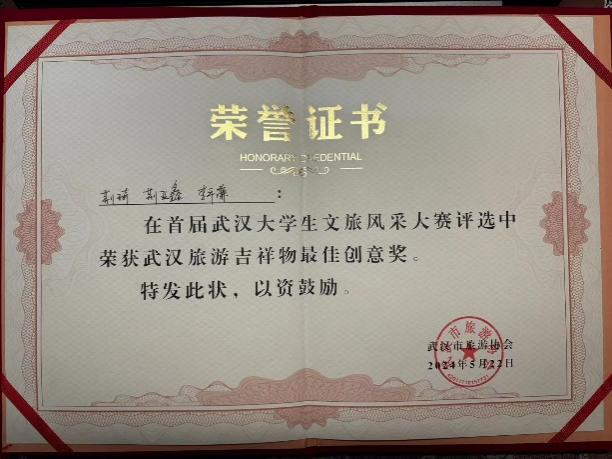 荣誉证书
HONORARY CREDENTIAL
:
在首届武汉大学生文旅风采大赛评选中
荣获武汉旅游吉祥物最佳创意奖。
特发此状，以资鼓励。
武汉市旅游协会
2024年5月22日